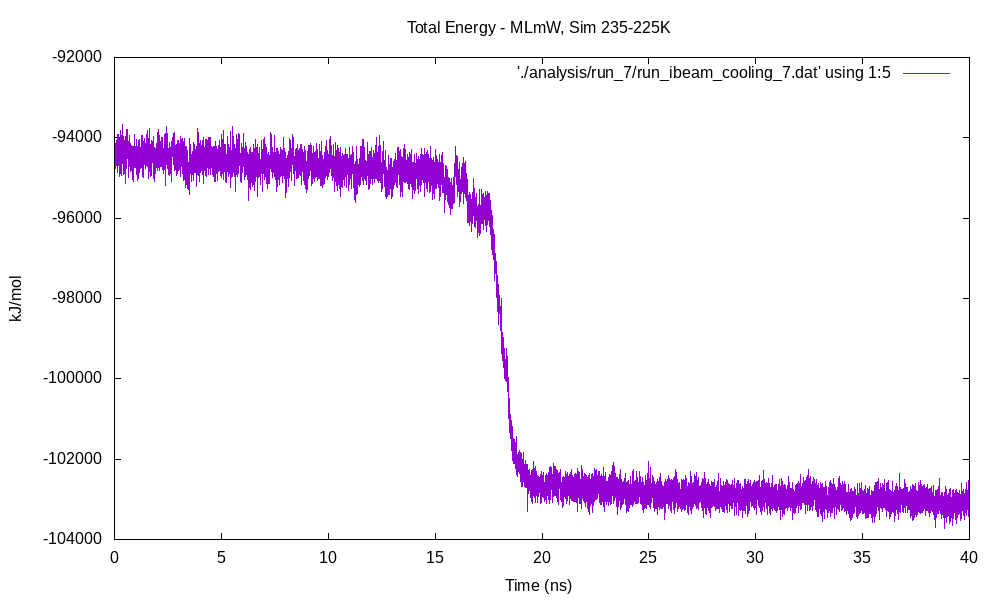 Total Energy - MLmW, Sim 235-225K
'./analysis/run_7/run_ibeam_cooling_7.dat' using 1:5
-92000
-94000
-96000
-98000
-100000
-102000
-104000
kJ/mol
0 5 10 15 20 25 30 35 40
Time (ns)